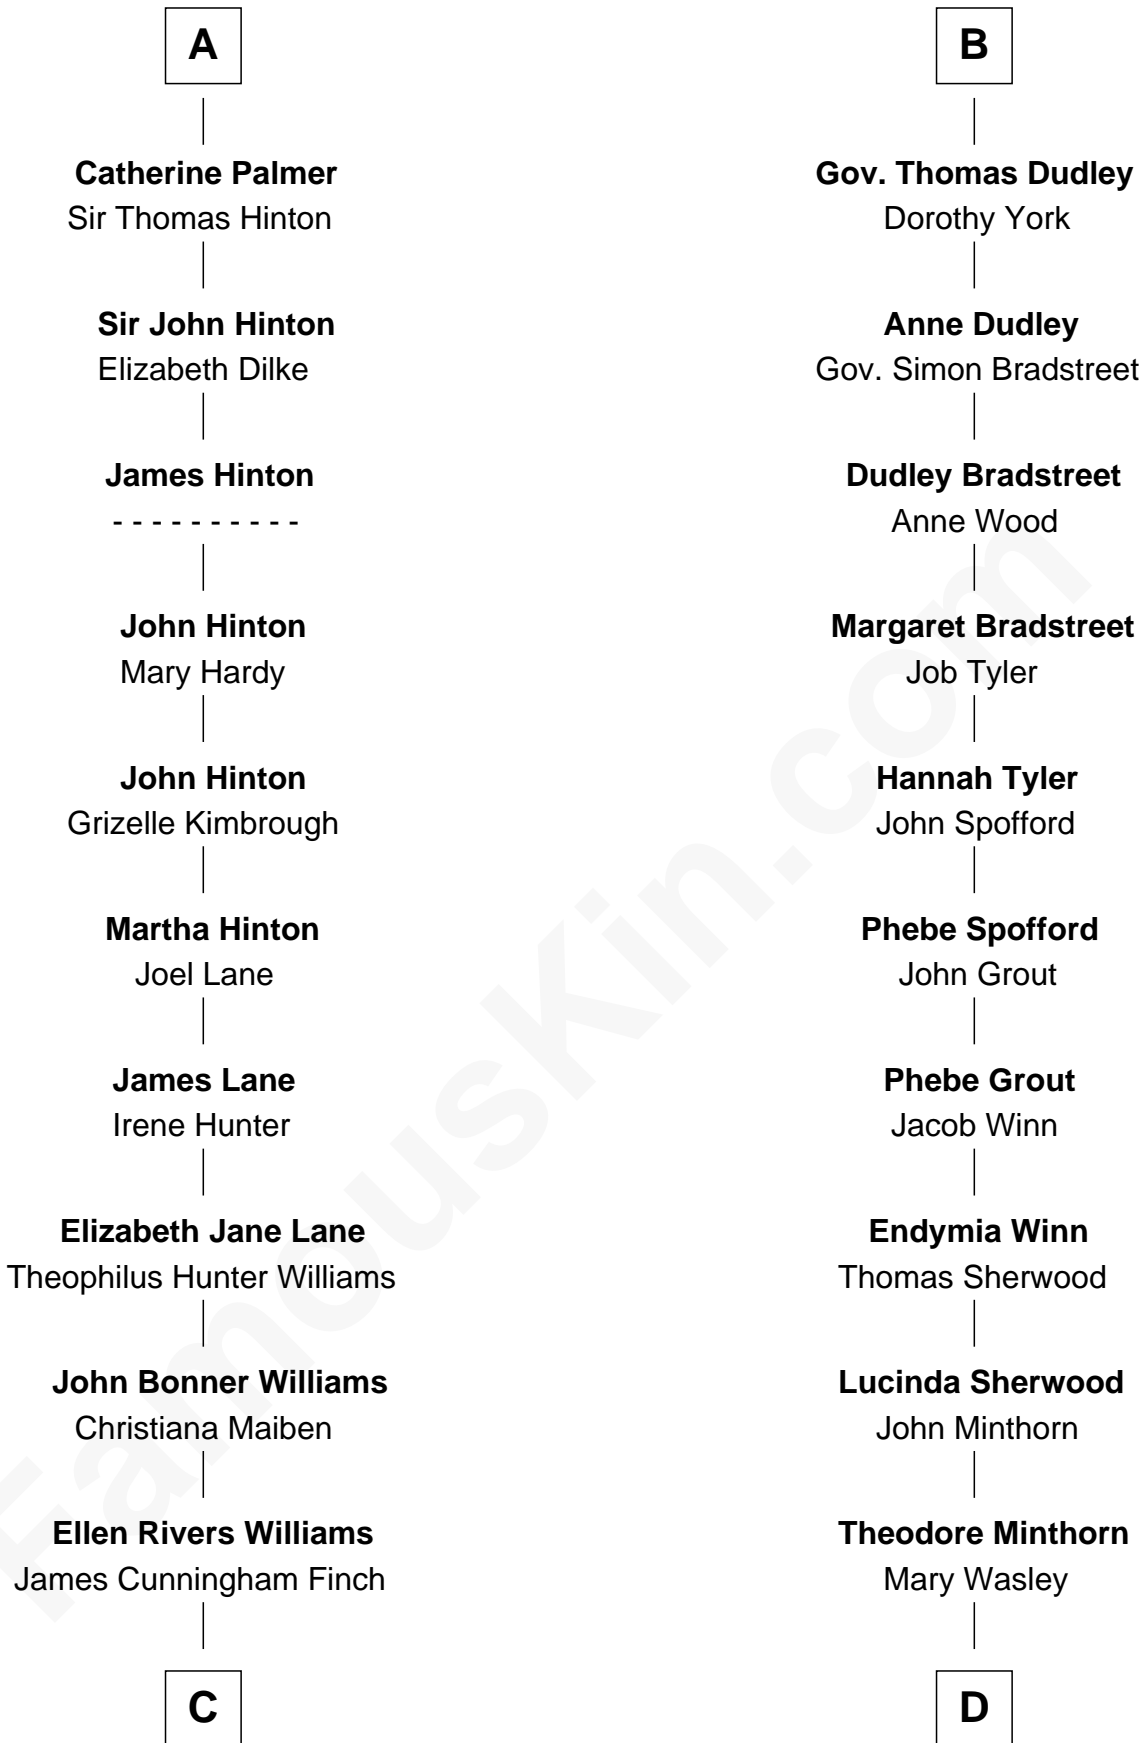 A
Catherine Palmer
Sir Thomas Hinton
Sir John Hinton
Elizabeth Dilke
James Hinton
- - - - - - - - - -
John Hinton
Mary Hardy
John Hinton
Grizelle Kimbrough
Martha Hinton
Joel Lane
James Lane
Irene Hunter
Elizabeth Jane Lane
Theophilus Hunter Williams
John Bonner Williams
Christiana Maiben
Ellen Rivers Williams
James Cunningham Finch
C
B
Gov. Thomas Dudley
Dorothy York
Anne Dudley
Gov. Simon Bradstreet
Dudley Bradstreet
Anne Wood
Margaret Bradstreet
Job Tyler
Hannah Tyler
John Spofford
Phebe Spofford
John Grout
Phebe Grout
Jacob Winn
Endymia Winn
Thomas Sherwood
Lucinda Sherwood
John Minthorn
Theodore Minthorn
Mary Wasley
D
FamousKin.com